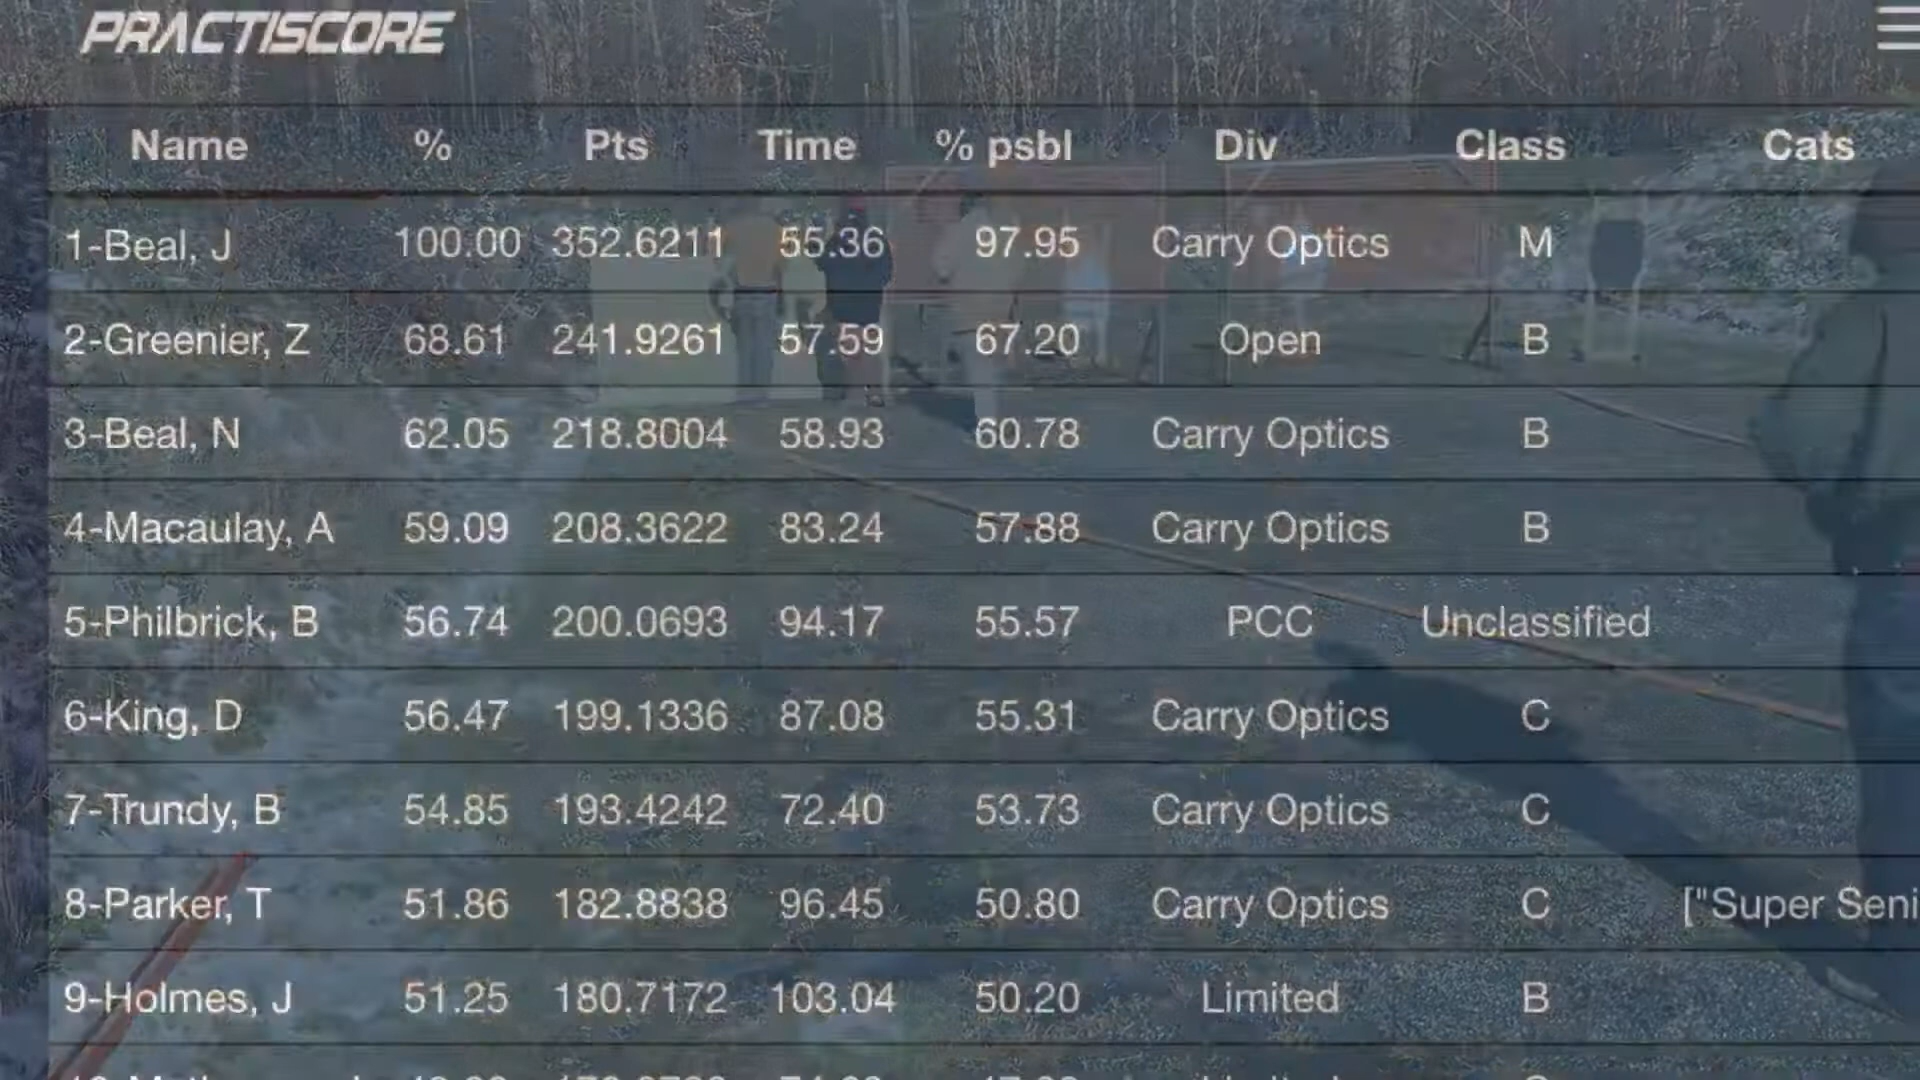 PRACTISCORE
Name % Pts Time % psbl Div Class Cats
1-Beal, J 100.00 352.6211 55.36 97.95 Carry Optics M
2-Greenier, Z 68.61 241.9261 57.59 67.20 Open B
3-Beal, N 62.05 218.8004 58.93 60.78 Carry Optics B
4-Macaulay, A 59.09 208.3622 83.24 57.88 Carry Optics B
5-Philbrick, B 56.74 200.0693 94.17 55.57 PCC Unclassified
6-King, D 56.47 199.1336 87.08 55.31 Carry Optics C
7-Trundy, B 54.85 193.4242 72.40 53.73 Carry Optics C
8-Parker, T 51.86 182.8838 96.45 50.80 Carry Optics C ["Super Seni
9-Holmes, J 51.25 180.7172 103.04 50.20 Limited B